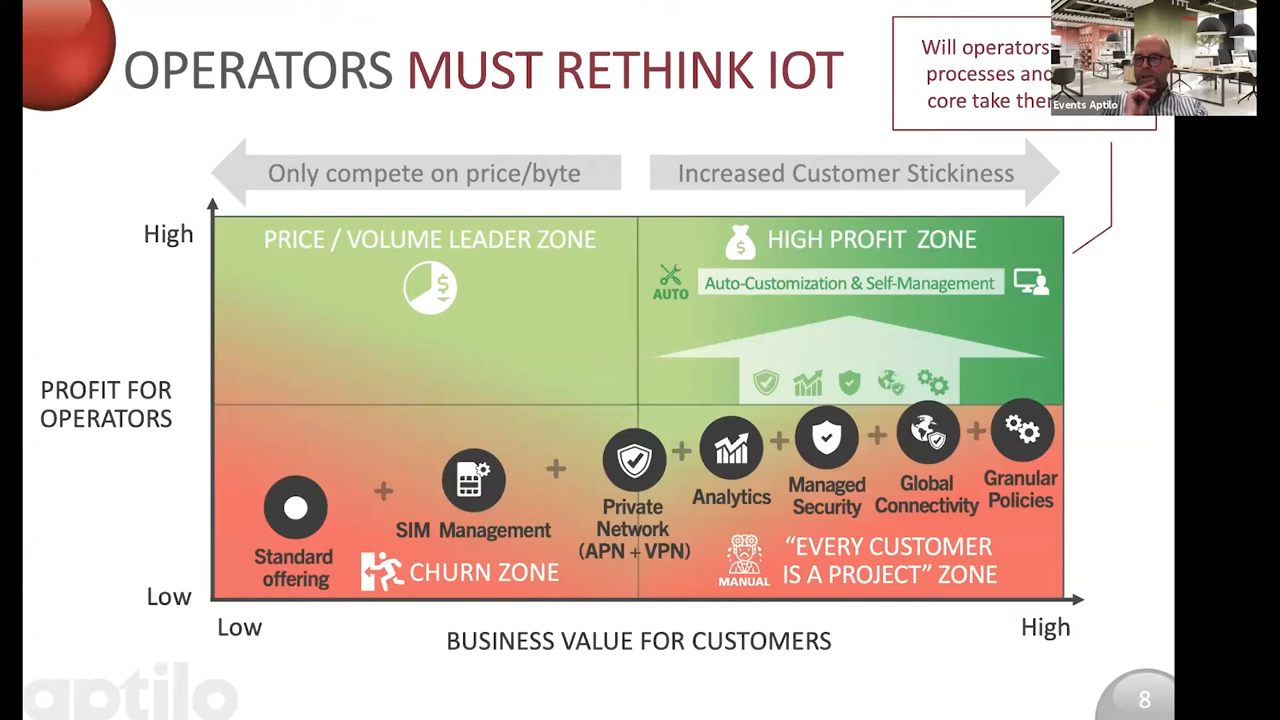 OPERATORS MUST RETHINK IOT
Will operators
processes and
core take
Events Aptilo
Only compete on price/byte
Increased Customer Stickiness
High
PRICE / VOLUME LEADER ZONE
HIGH PROFIT ZONE
AUTO
Auto-Customization & Self-Management
PROFIT FOR
OPERATORS
Standard
offering
SIM Management
Private
Network
(APN + VPN)
Analytics
Managed
Security
Global
Connectivity
Granular
Policies
CHURN ZONE
MANUAL
"EVERY CUSTOMER
IS A PROJECT" ZONE
Low
Low
BUSINESS VALUE FOR CUSTOMERS
High
aptilo
8